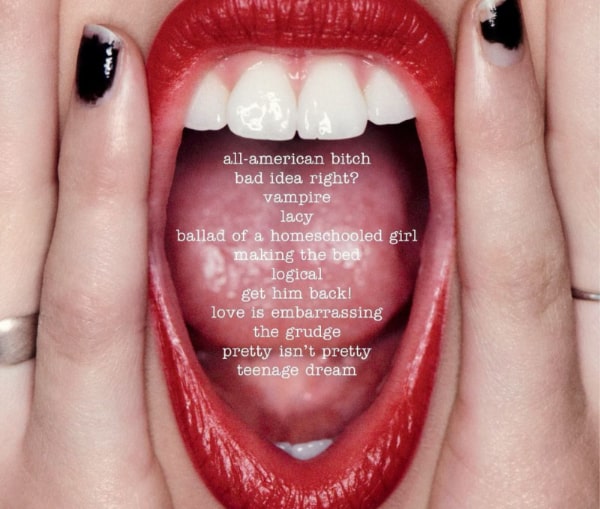 all-american bitch
bad idea right?
vampire
lacy
ballad of a homeschooled girl
making the bed
logical
get him back!
love is embarrassing
the grudge
pretty isn't pretty
teenage dream